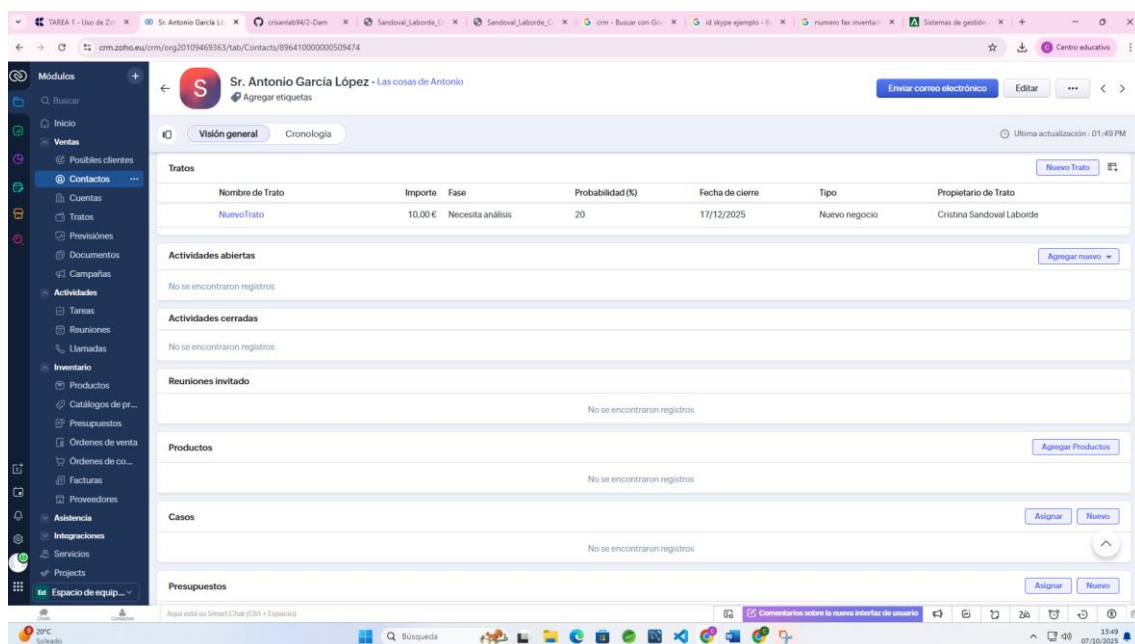 TAREA 1 - Uso de Zo
Sr. Antonio García Ló
crisanlab94/2-Dam
Sandoval_Laborde_C
Sandoval_Laborde_C
crm - Buscar con Go
id skype ejemplo - B
numero fax inventa
Sistemas de gestión
crm.zoho.eu/crm/org20109469363/tab/Contacts/896410000000509474
Centro educativo
Módulos
Buscar
Inicio
Ventas
Posibles clientes
Contactos
Cuentas
Tratos
Previsiónes
Documentos
Campañas
Actividades
Tareas
Reuniones
Llamadas
Inventario
Productos
Catálogos de pr...
Presupuestos
Órdenes de venta
Órdenes de co...
Facturas
Proveedores
Asistencia
Integraciones
Servicios
Projects
Espacio de equip...
S
Sr. Antonio García López - Las cosas de Antonio
Agregar etiquetas
Enviar correo electrónico
Editar
Visión general
Cronología
Ultima actualización : 01:49 PM
Tratos
Nuevo Trato
Nombre de Trato Importe Fase Probabilidad (%) Fecha de cierre Tipo Propietario de Trato
NuevoTrato 10,00 € Necesita análisis 20 17/12/2025 Nuevo negocio Cristina Sandoval Laborde
Actividades abiertas
Agregar nuevo
No se encontraron registros
Actividades cerradas
No se encontraron registros
Reuniones invitado
No se encontraron registros
Productos
Agregar Productos
No se encontraron registros
Casos
Asignar Nuevo
No se encontraron registros
Presupuestos
Asignar Nuevo
Chats
Contactos
Aquí está su Smart Chat (Ctrl + Espacio)
Comentarios sobre la nueva interfaz de usuario
20°C
Soleado
Búsqueda
13:49
07/10/2025